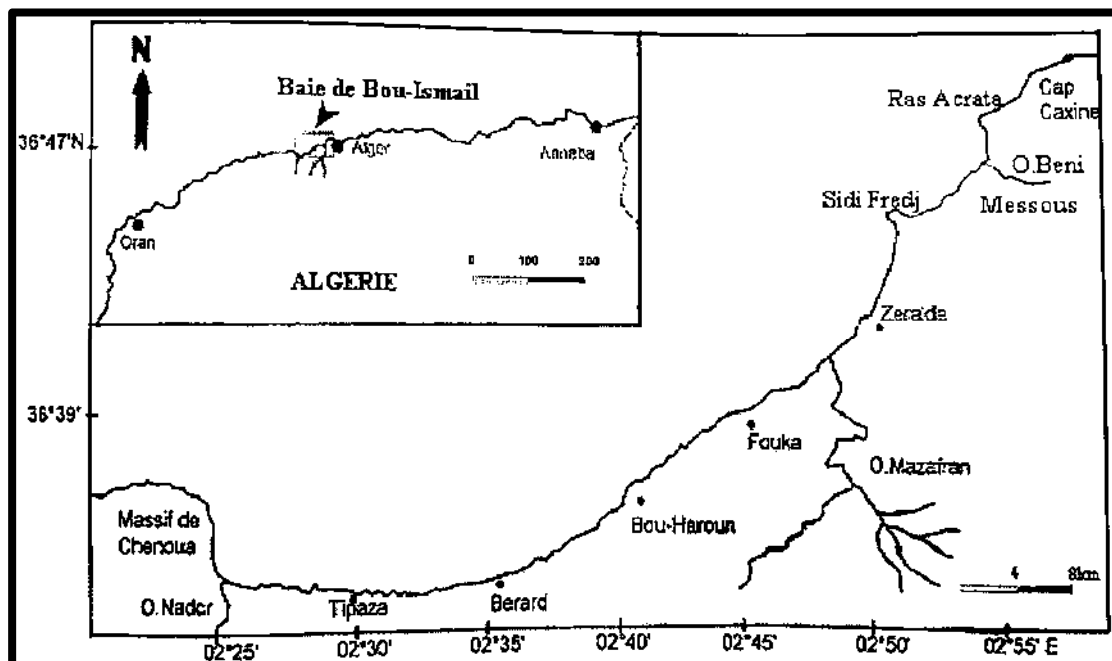 N
Baie de Bou-Ismail
36°47'N
Alger
Anneba
Oran
0 100 200
ALGERIE
Cap
Caxine
Ras Acrata
O.Beni
Messous
Sidi Fredj
Zeralda
36°39'
Fouka
O.Mazafran
Bou-Haroun
Massif de
Chenoua
4 8km
O.Nador
Tipaza
Berard
02°25' 02°30' 02°35' 02°40' 02°45' 02°50' 02°55' E